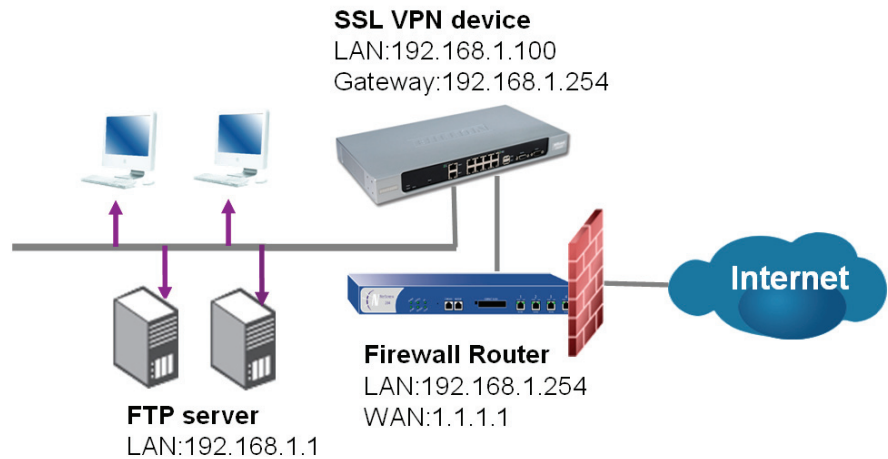 SSL VPN device
LAN:192.168.1.100
Gateway:192.168.1.254
Internet
Firewall Router
LAN:192.168.1.254
WAN:1.1.1.1
FTP server
LAN:192.168.1.1